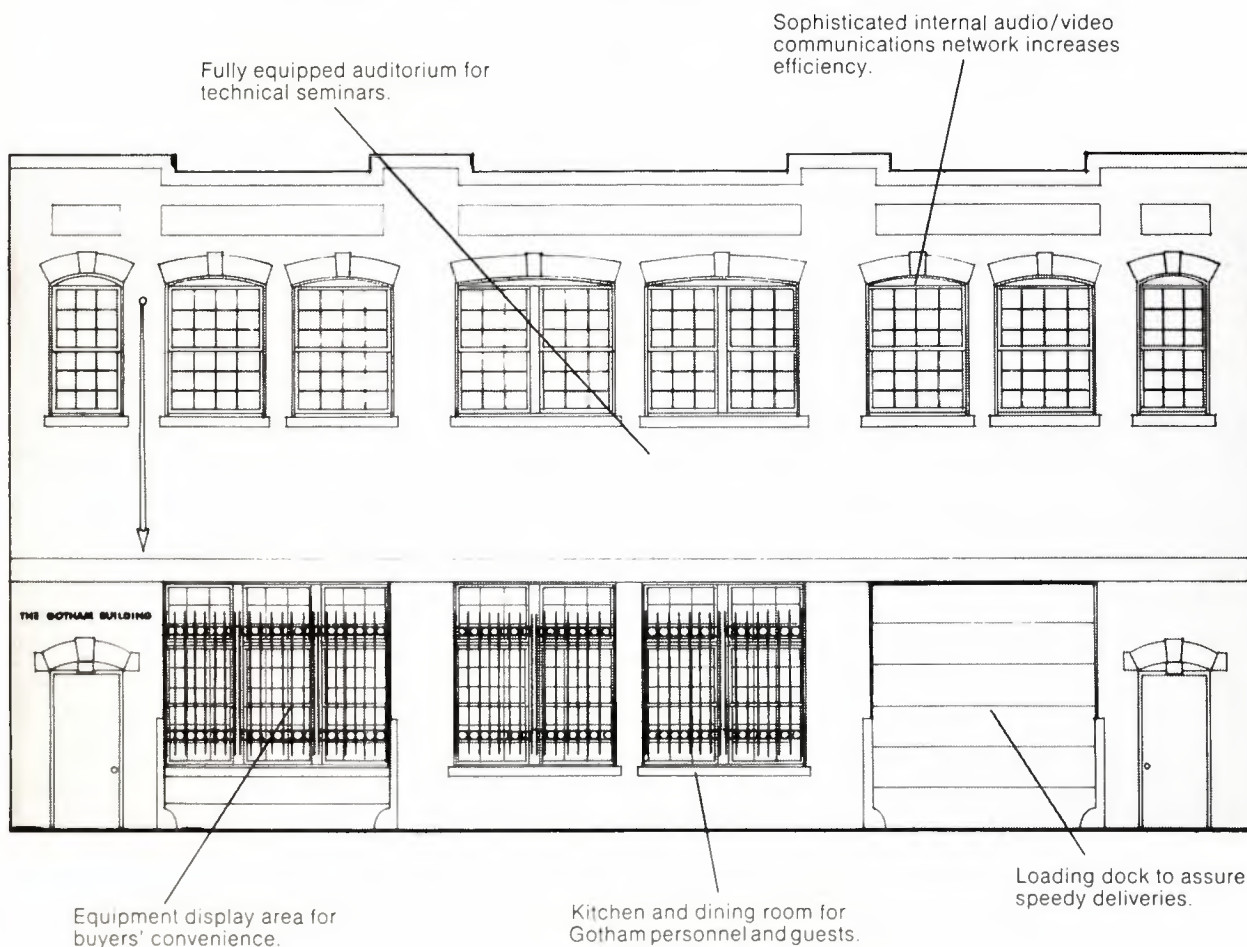 Sophisticated internal audio/video
communications network increases
efficiency.
Fully equipped auditorium for
technical seminars.
THE GOTHAM BUILDING
Equipment display area for
buyers' convenience.
Kitchen and dining room for
Gotham personnel and guests.
Loading dock to assure
speedy deliveries.